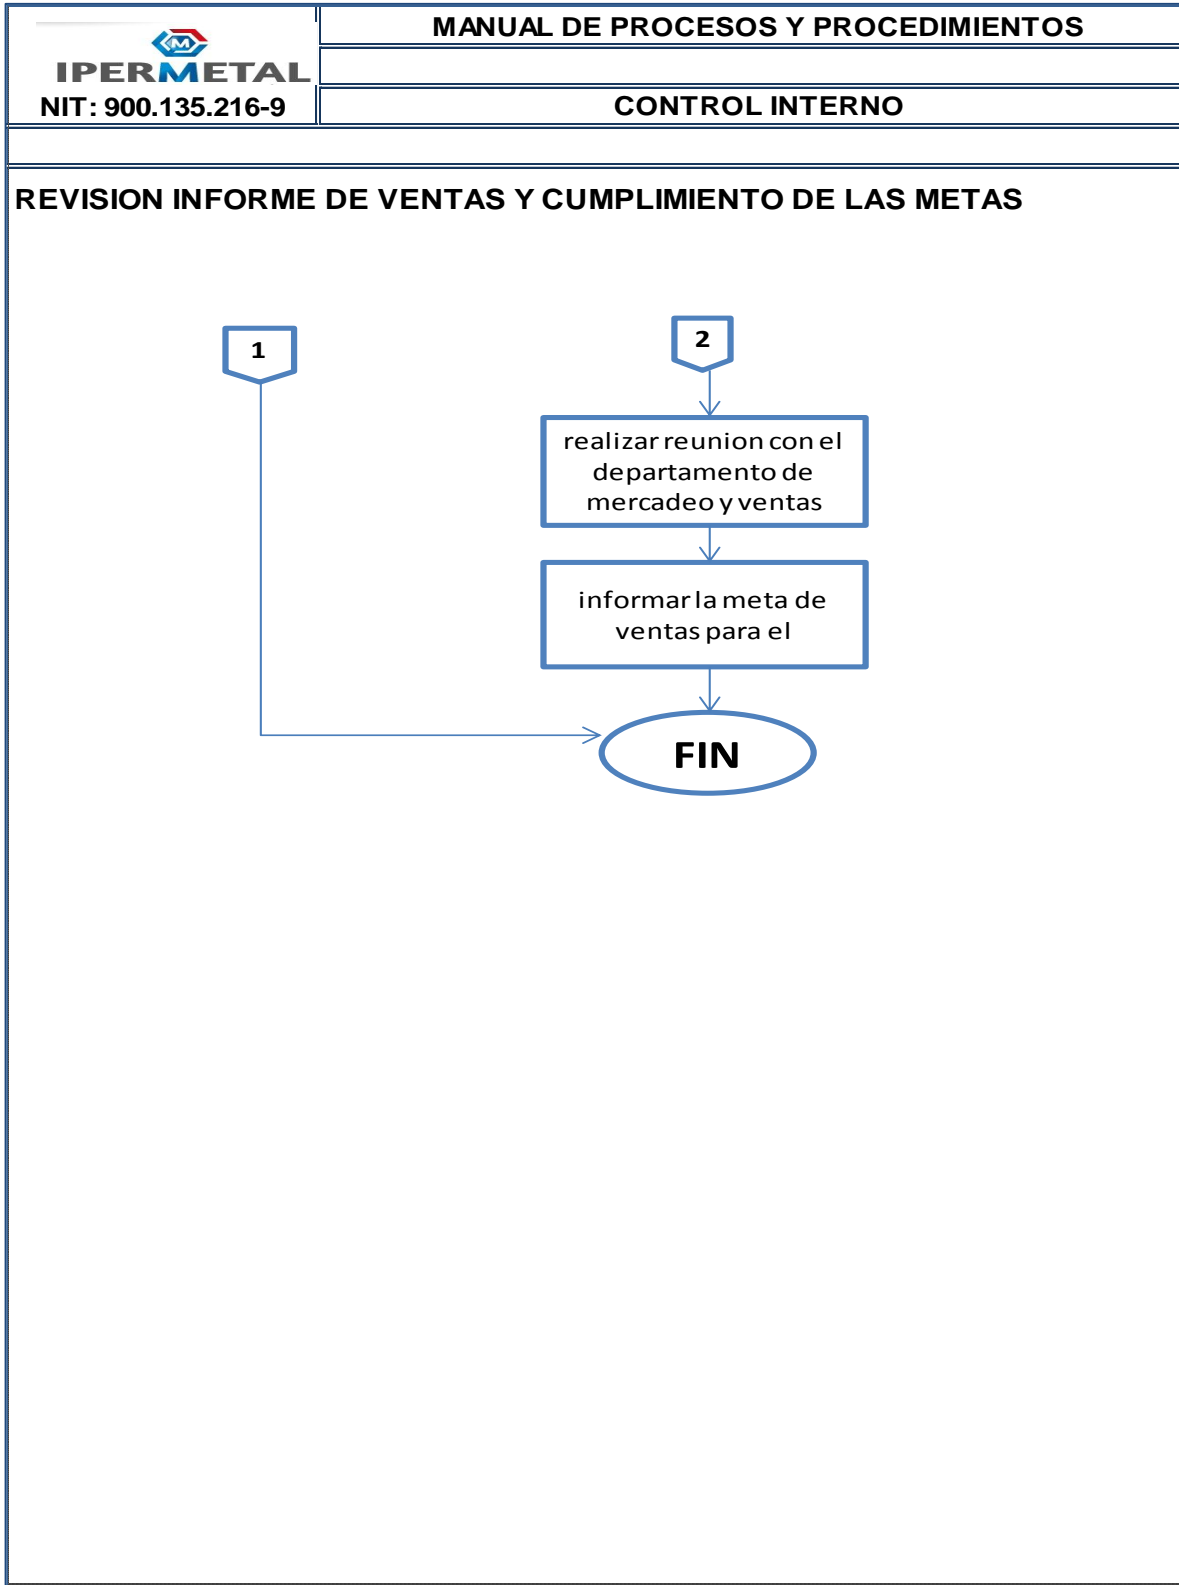 MANUAL DE PROCESOS Y PROCEDIMIENTOS
M
IPERMETAL
NIT: 900.135.216-9
CONTROL INTERNO
REVISION INFORME DE VENTAS Y CUMPLIMIENTO DE LAS METAS
1
2
realizar reunion con el
departamento de
mercadeo y ventas
informar la meta de
ventas para el
FIN